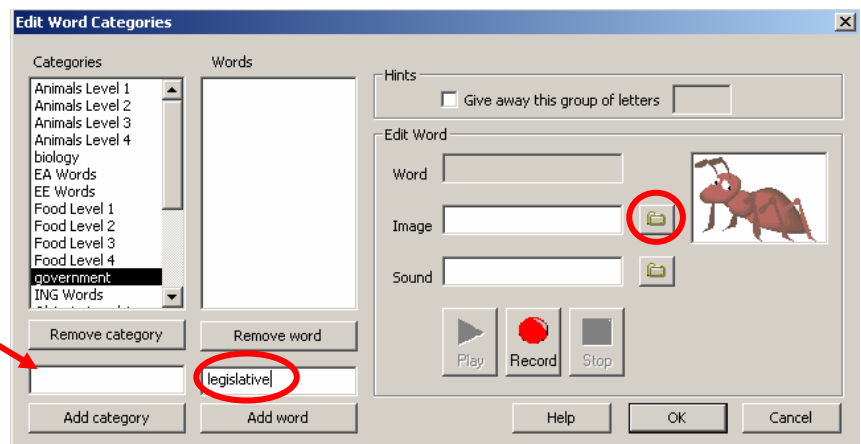 Edit Word Categories
Categories
Words
Animals Level 1
Animals Level 2
Animals Level 3
Animals Level 4
biology
EA Words
EE Words
Food Level 1
Food Level 2
Food Level 3
Food Level 4
government
ING Words
Remove category
Remove word
legislative
Add category
Add word
Hints
Give away this group of letters
Edit Word
Word
Image
Sound
Play
Record
Stop
Help
OK
Cancel